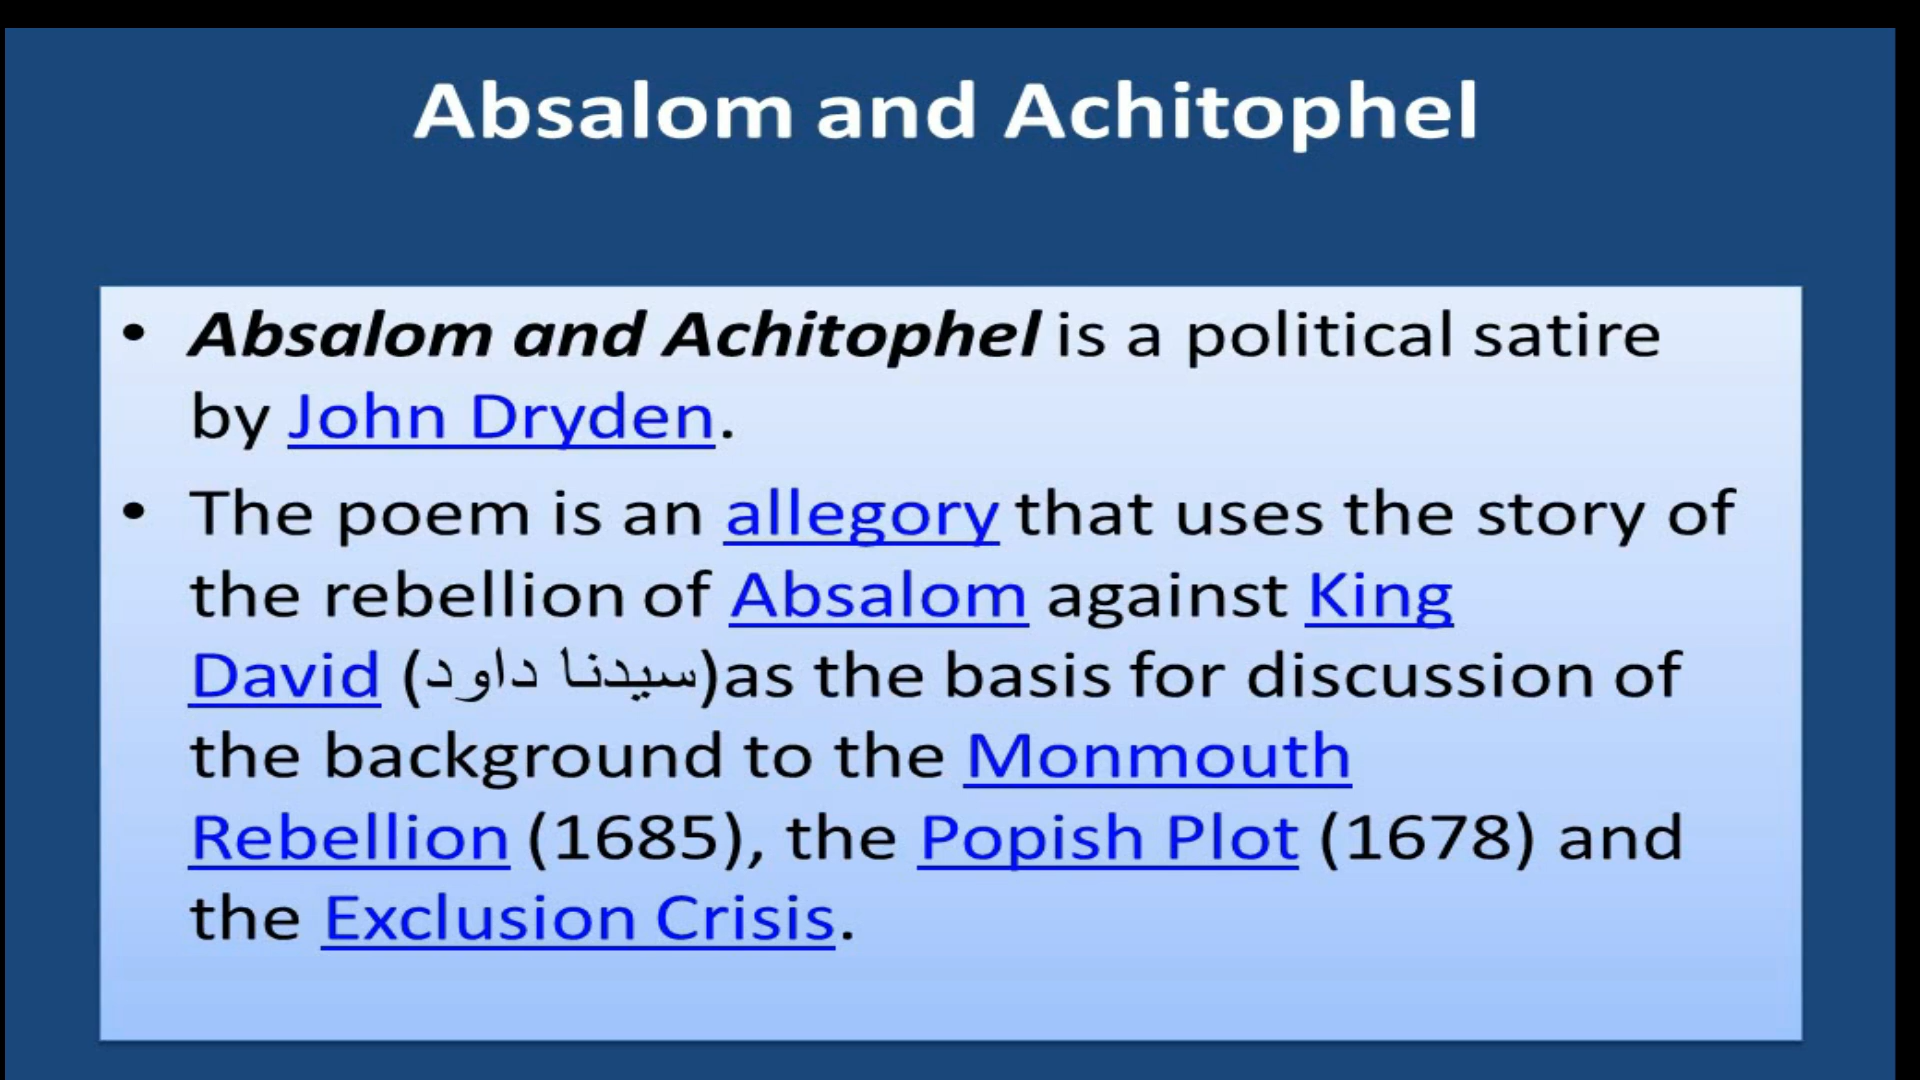 Absalom and Achitophel
• Absalom and Achitophel is a political satire
by John Dryden.
• The poem is an allegory that uses the story of
the rebellion of Absalom against King
David (سيدنا داود)as the basis for discussion of
the background to the Monmouth
Rebellion (1685), the Popish Plot (1678) and
the Exclusion Crisis.